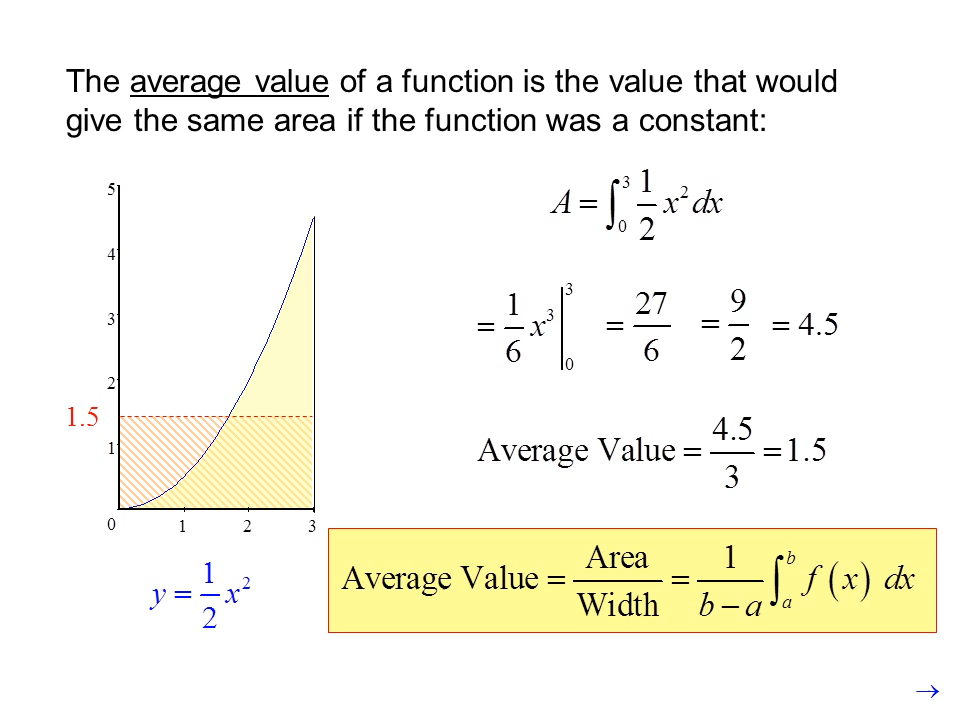 The average value of a function is the value that would
give the same area if the function was a constant:
5
4
3
2
1.5
1
0
1 2 3
y = 1/2 x²
A = ∫₀³ 1/2 x² dx
= 1/6 x³ |₀³ = 27/6 = 9/2 = 4.5
Average Value = 4.5/3 = 1.5
Average Value = Area/Width = 1/(b − a) ∫ₐᵇ f(x) dx
→